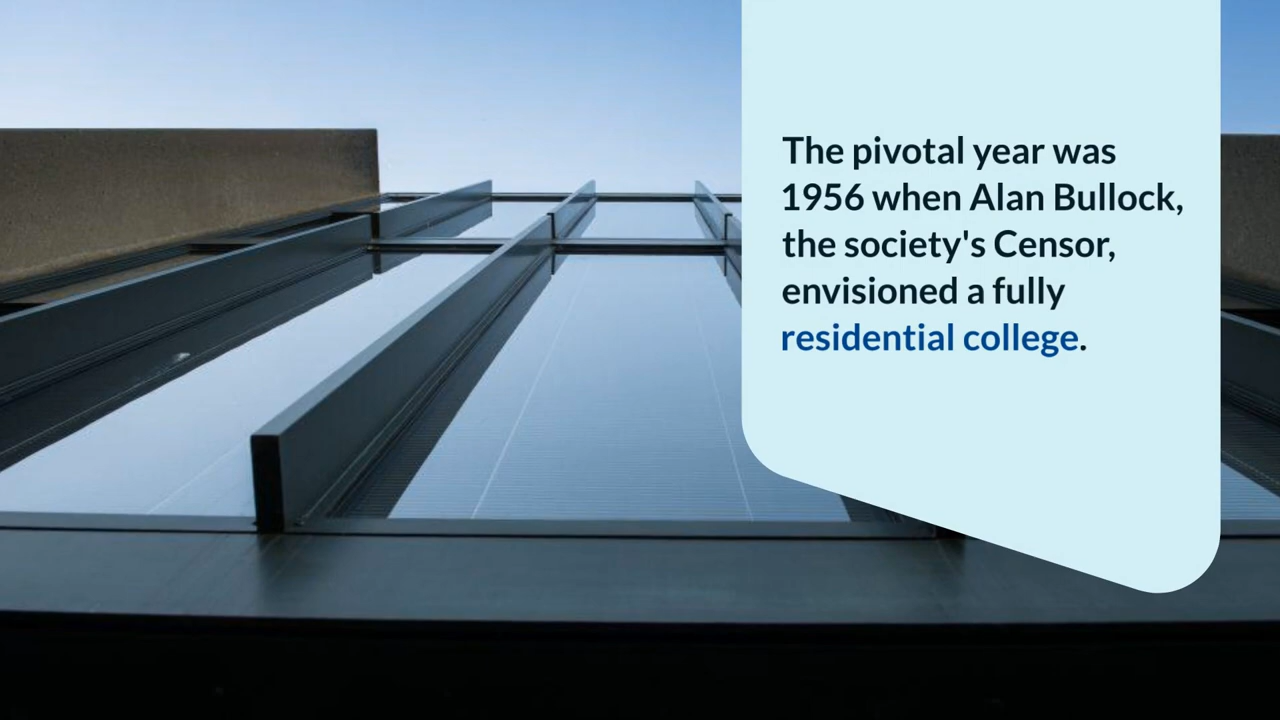 The pivotal year was
1956 when Alan Bullock,
the society's Censor,
envisioned a fully
residential college.